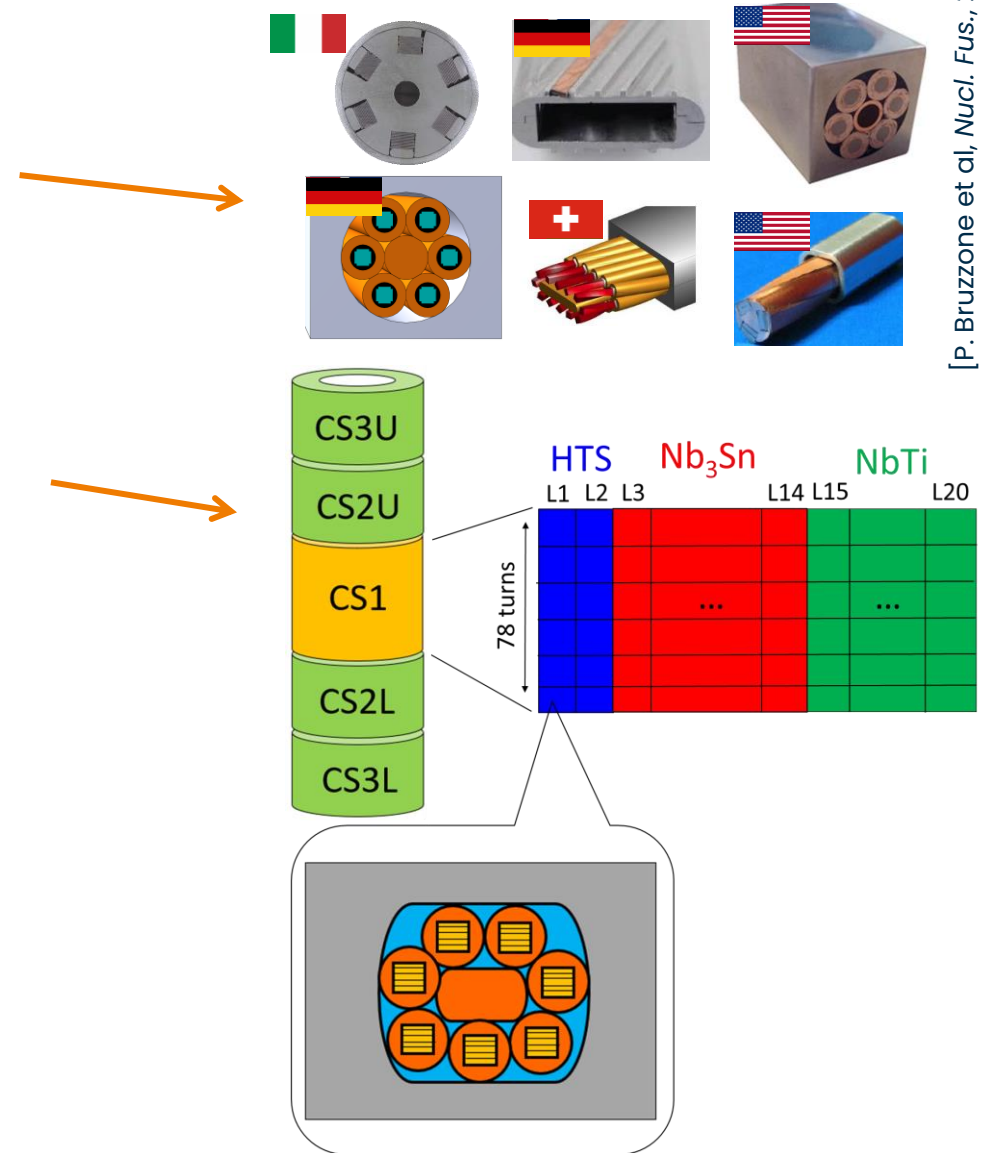 [P. Bruzzone et al, Nucl. Fus.,
CS3U
CS2U
CS1
CS2L
CS3L
HTS Nb₃Sn NbTi
L1 L2 L3 L14 L15 L20
78 turns
... ...